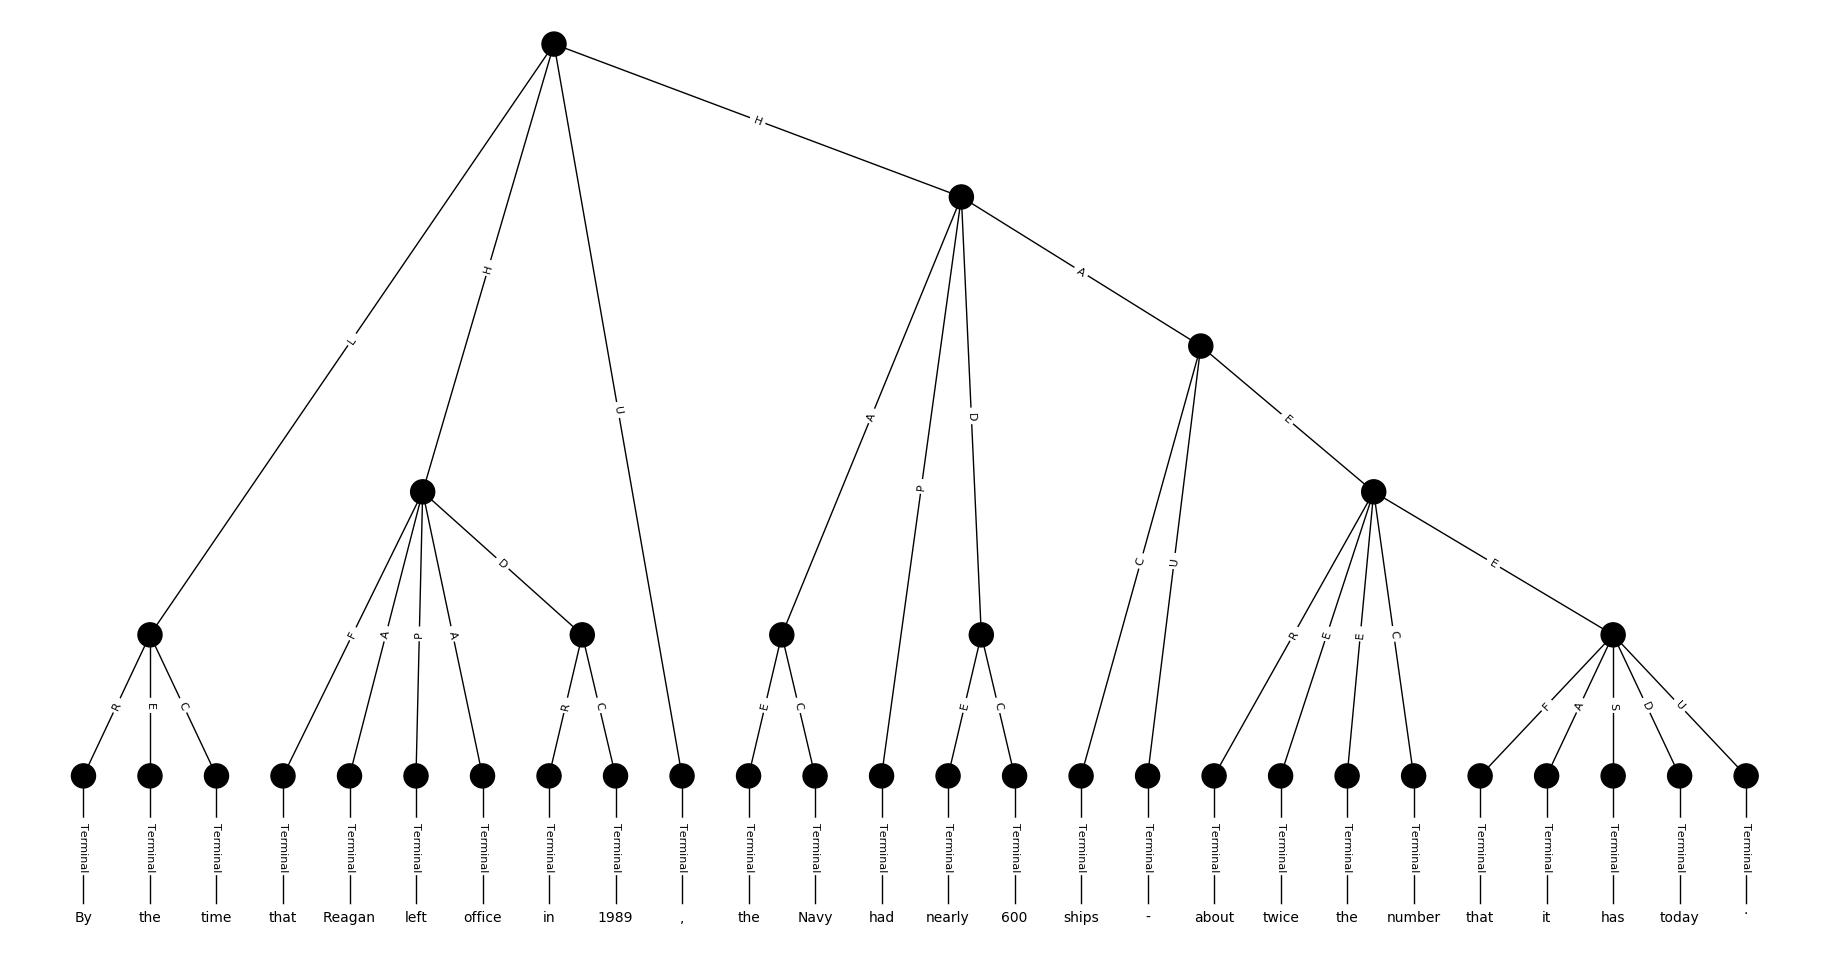 H
L H U
A
A P D
E
C U
D
F A P A
R E E C E
R E C
R C
E C
E C
F A S D U
Terminal Terminal Terminal Terminal Terminal Terminal Terminal Terminal Terminal Terminal Terminal Terminal Terminal Terminal Terminal Terminal Terminal Terminal Terminal Terminal Terminal Terminal Terminal Terminal Terminal Terminal
By the time that Reagan left office in 1989 , the Navy had nearly 600 ships - about twice the number that it has today .